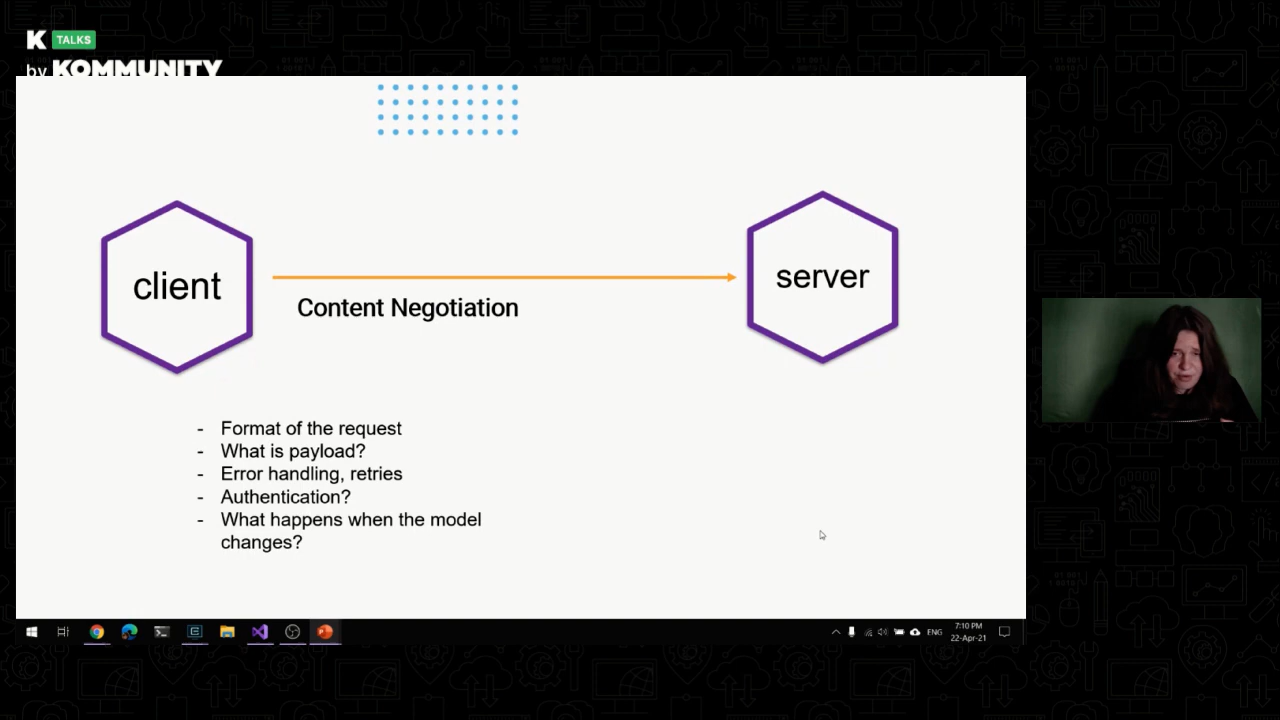 K TALKS
by KOMMUNITY
client
server
Content Negotiation
- Format of the request
- What is payload?
- Error handling, retries
- Authentication?
- What happens when the model
changes?
ENG
7:10 PM
22-Apr-21